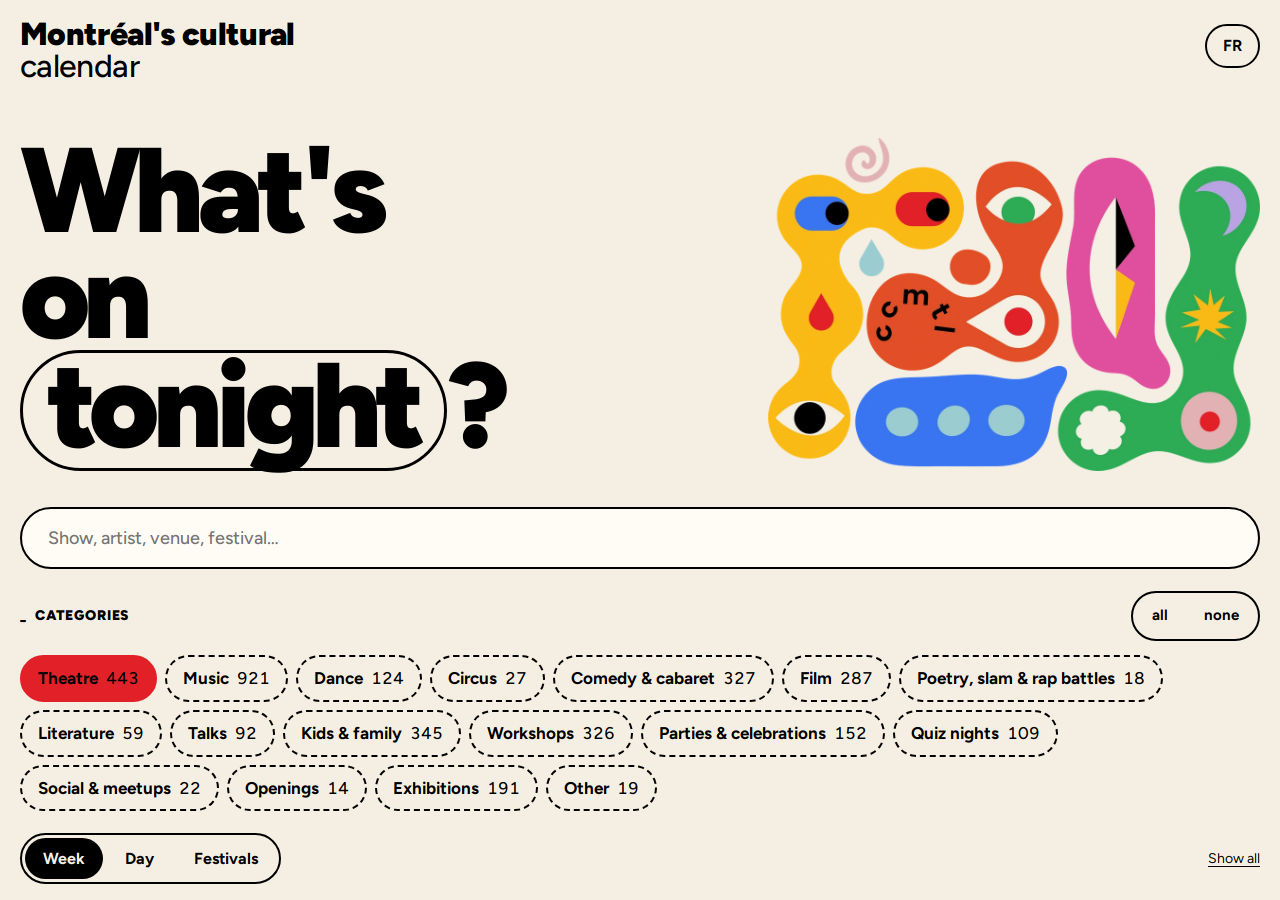 Montréal's cultural
calendar
FR
What's
on
tonight ?
ccmtl
Show, artist, venue, festival...
_ CATEGORIES
all none
Theatre 443 Music 921 Dance 124 Circus 27 Comedy & cabaret 327 Film 287 Poetry, slam & rap battles 18
Literature 59 Talks 92 Kids & family 345 Workshops 326 Parties & celebrations 152 Quiz nights 109
Social & meetups 22 Openings 14 Exhibitions 191 Other 19
Week Day Festivals
Show all